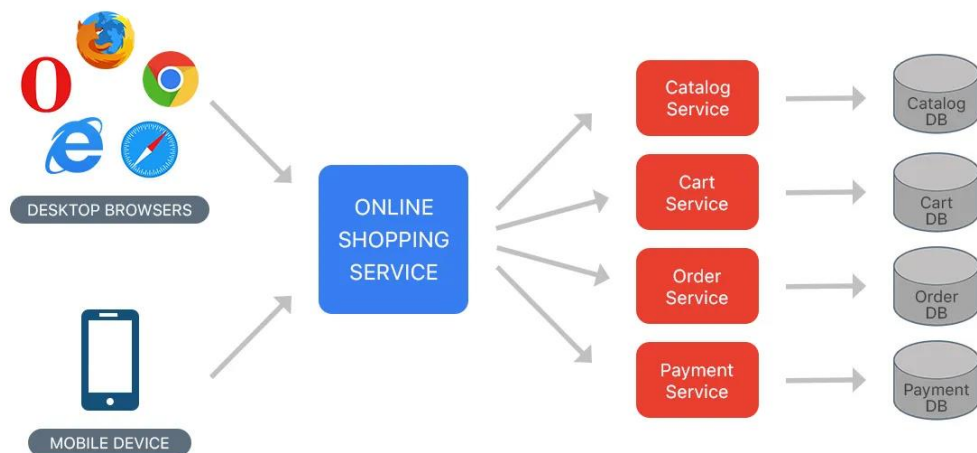 DESKTOP BROWSERS
MOBILE DEVICE
ONLINE
SHOPPING
SERVICE
Catalog
Service
Cart
Service
Order
Service
Payment
Service
Catalog
DB
Cart
DB
Order
DB
Payment
DB